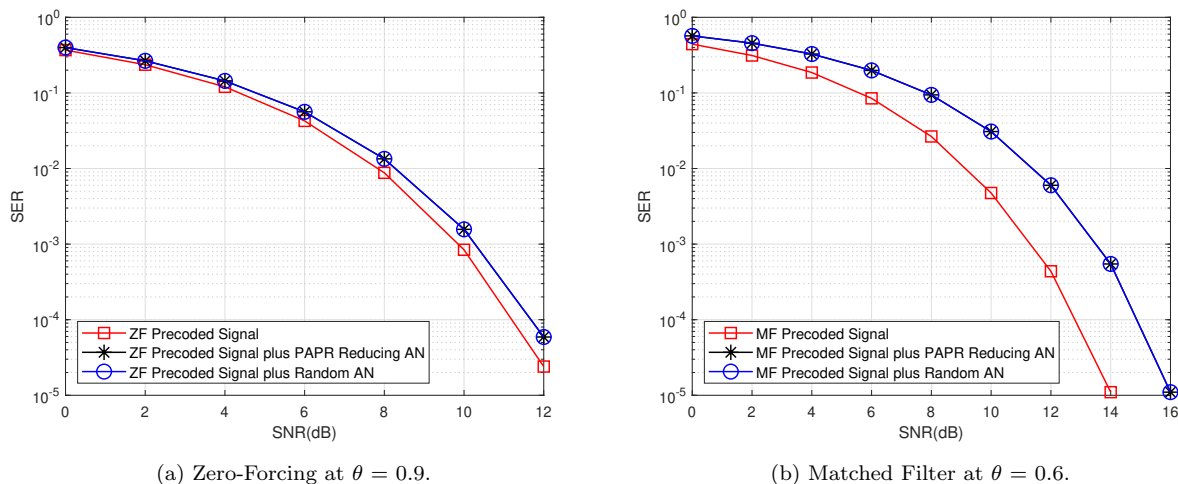 10^0
10^-1
10^-2
10^-3
10^-4
10^-5
SER
0 2 4 6 8 10 12
SNR(dB)
ZF Precoded Signal
ZF Precoded Signal plus PAPR Reducing AN
ZF Precoded Signal plus Random AN
(a) Zero-Forcing at θ = 0.9.
10^0
10^-1
10^-2
10^-3
10^-4
10^-5
SER
0 2 4 6 8 10 12 14 16
SNR(dB)
MF Precoded Signal
MF Precoded Signal plus PAPR Reducing AN
MF Precoded Signal plus Random AN
(b) Matched Filter at θ = 0.6.